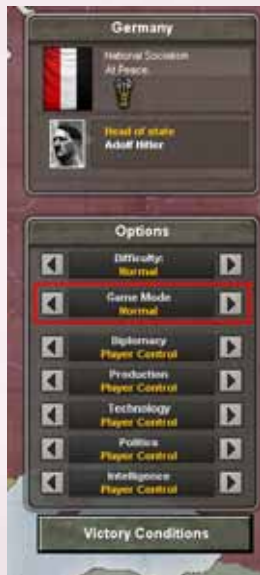 Germany
National Socialism
At Peace
Head of state
Adolf Hitler
Options
Difficulty:
Normal
Game Mode
Normal
Diplomacy
Player Control
Production
Player Control
Technology
Player Control
Politics
Player Control
Intelligence
Player Control
Victory Conditions